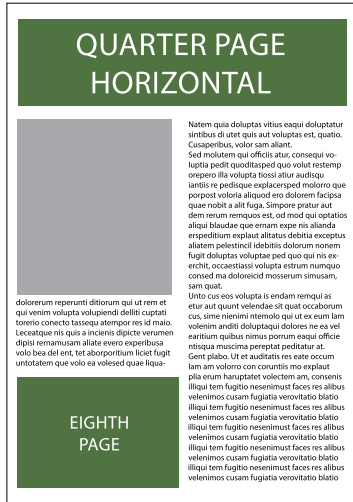 QUARTER PAGE
HORIZONTAL
dolorerum reperunti ditiorum qui ut rem et
qui venim volupta volupiendi delliti cuptati
torerio conecto tassequ atempor res id maio.
Leceatque nis quis a incienis dipicte verumen
dipisi rernamusam aliate evero experibusa
volo bea del ent, tet aborporitium liciet fugit
untotatem que volo ea volesed quae liqua-
EIGHTH
PAGE
Natem quia doluptas vitius eaqui doluptatur
sintibus di utet quis aut voluptas est, quatio.
Cusaperibus, volor sam aliant.
Sed molutem qui officiis atur, consequi vo-
luptia pedit quoditasped quo volut restemp
orepero illa volupta tiossi atiur audisqu
iantiis re pedisque explacersped molorro que
porpost voloria aliquod ero dolorem facipsa
quae nobit a alit fuga. Simpore pratur aut
dem rerum remquos est, od mod qui optatios
aliqui blaudae que ernam expe nis alianda
erspeditium explaut alitatus debitia exceptus
aliatem pelestincil idebitiis dolorum nonem
fugit doluptas voluptae ped quo qui nis ex-
erchit, occaestiassi volupta estrum numquo
consed ma doloreicid mosserum simusam,
sam quat.
Unto cus eos volupta is endam remqui as
etur aut quunt velendae sit quat occaborum
cus, sime nienimi ntemolo qui ut ex eum lam
volenim anditi doluptaqui dolores ne ea vel
earitium quibus nimus porrum eaqui officie
ntisqua muscima pereptat peditatur at.
Gent plabo. Ut et auditatis res eate occum
lam am volorro con coruntiis mo explaut
plia erum haruptatet volectem am, consenis
illiqui tem fugitio nesenimust faces res alibus
velenimos cusam fugiatia verovitatio blatio
illiqui tem fugitio nesenimust faces res alibus
velenimos cusam fugiatia verovitatio blatio
illiqui tem fugitio nesenimust faces res alibus
velenimos cusam fugiatia verovitatio blatio
illiqui tem fugitio nesenimust faces res alibus
velenimos cusam fugiatia verovitatio blatio
illiqui tem fugitio nesenimust faces res alibus
velenimos cusam fugiatia verovitatio blatio